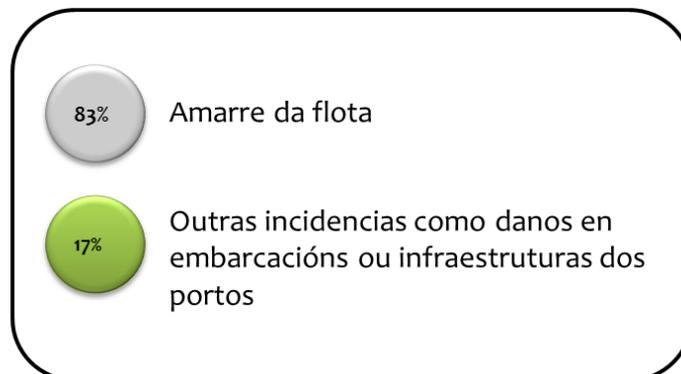 83%
Amarre da flota
17%
Outras incidencias como danos en
embarcacións ou infraestruturas dos
portos